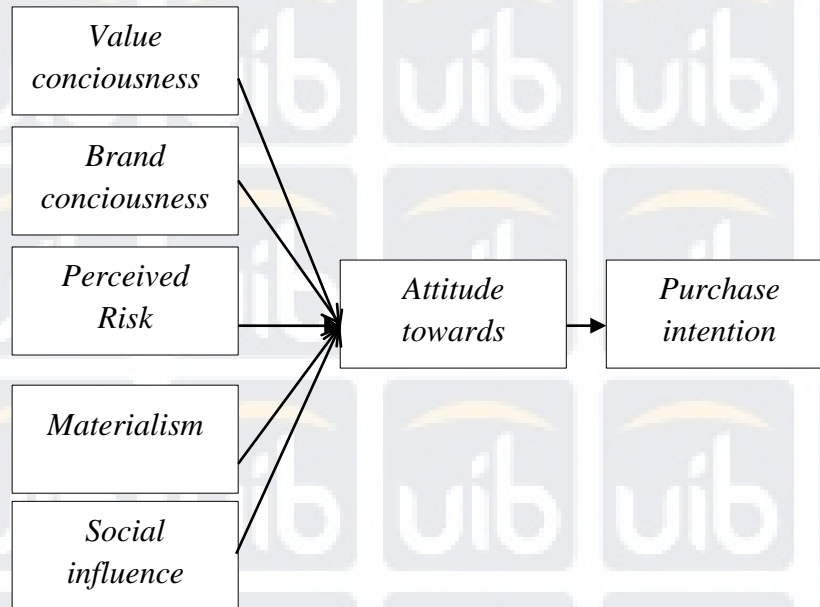 Value
conciousness
Brand
conciousness
Perceived
Risk
Materialism
Social
influence
Attitude
towards
Purchase
intention
uib
uib
uib
uib
uib
uib
uib